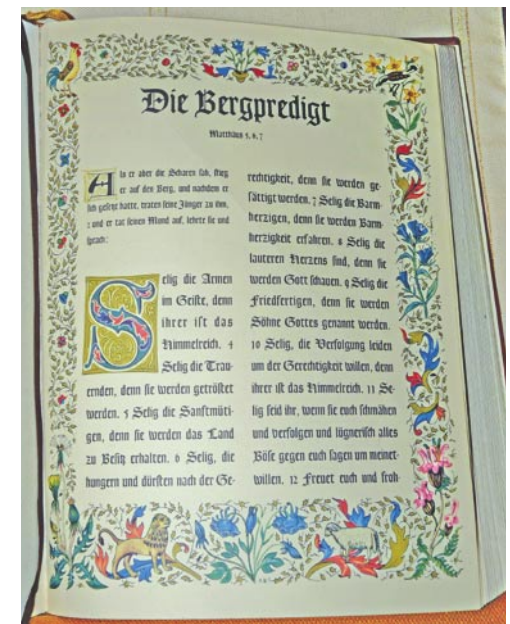 Die Bergpredigt
Matthäus 5, 6, 7
Als er aber die Scharen sah, stieg
er auf den Berg, und nachdem er
sich gesetzt hatte, traten seine Jünger zu ihm,
2 und er tat seinen Mund auf, lehrte sie und
sprach:
Selig die Armen
im Geiste, denn
ihrer ist das
Himmelreich. 4
Selig die Trau-
ernden, denn sie werden getröstet
werden. 5 Selig die Sanftmüti-
gen, denn sie werden das Land
zu Besitz erhalten. 6 Selig, die
hungern und dürsten nach der Ge-
rechtigkeit, denn sie werden ge-
sättigt werden. 7 Selig die Barm-
herzigen, denn sie werden Barm-
herzigkeit erfahren. 8 Selig die
lauteren Herzens sind, denn sie
werden Gott schauen. 9 Selig die
Friedfertigen, denn sie werden
Söhne Gottes genannt werden.
10 Selig, die Verfolgung leiden
um der Gerechtigkeit willen, denn
ihrer ist das Himmelreich. 11 Se-
lig seid ihr, wenn sie euch schmähen
und verfolgen und lügnerisch alles
Böse gegen euch sagen um meinet-
willen. 12 Freuet euch und froh-